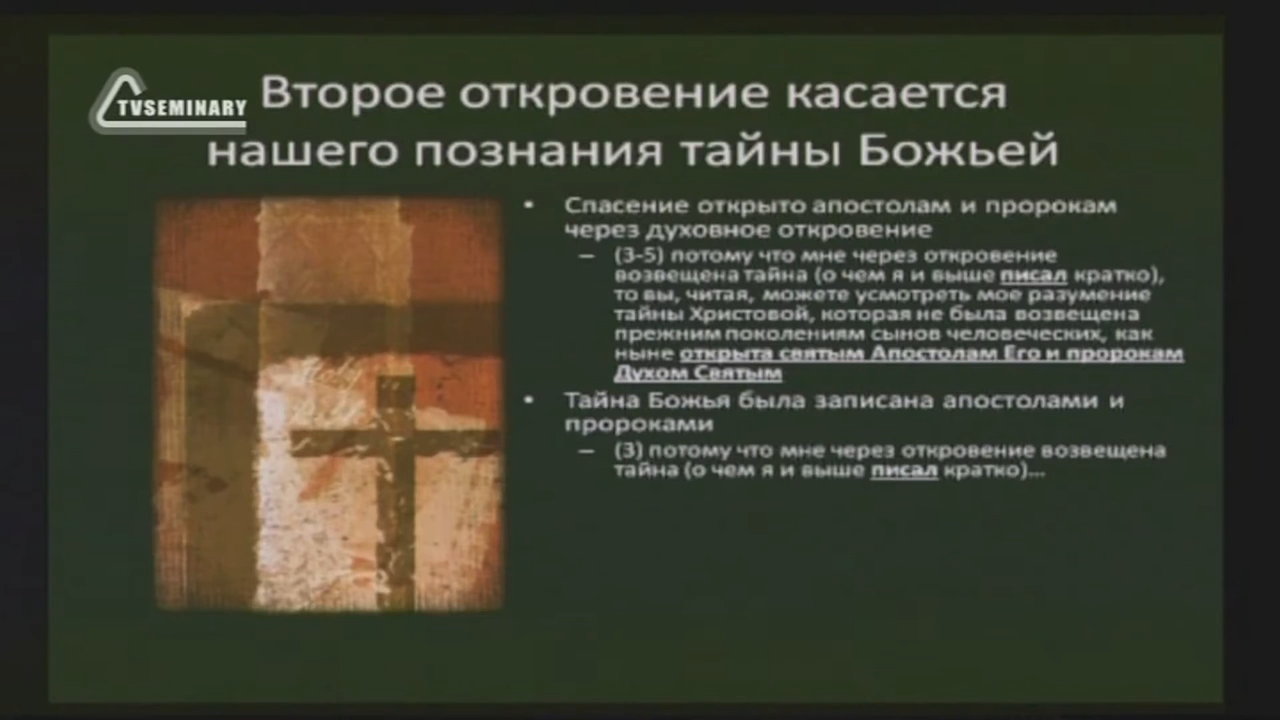 TVSEMINARY
Второе откровение касается
нашего познания тайны Божьей
• Спасение открыто апостолам и пророкам
через духовное откровение
– (3-5) потому что мне через откровение
возвещена тайна (о чем я и выше писал кратко),
то вы, читая, можете усмотреть мое разумение
тайны Христовой, которая не была возвещена
прежним поколениям сынов человеческих, как
ныне открыта святым Апостолам Его и пророкам
Духом Святым
• Тайна Божья была записана апостолами и
пророками
– (3) потому что мне через откровение возвещена
тайна (о чем я и выше писал кратко)...